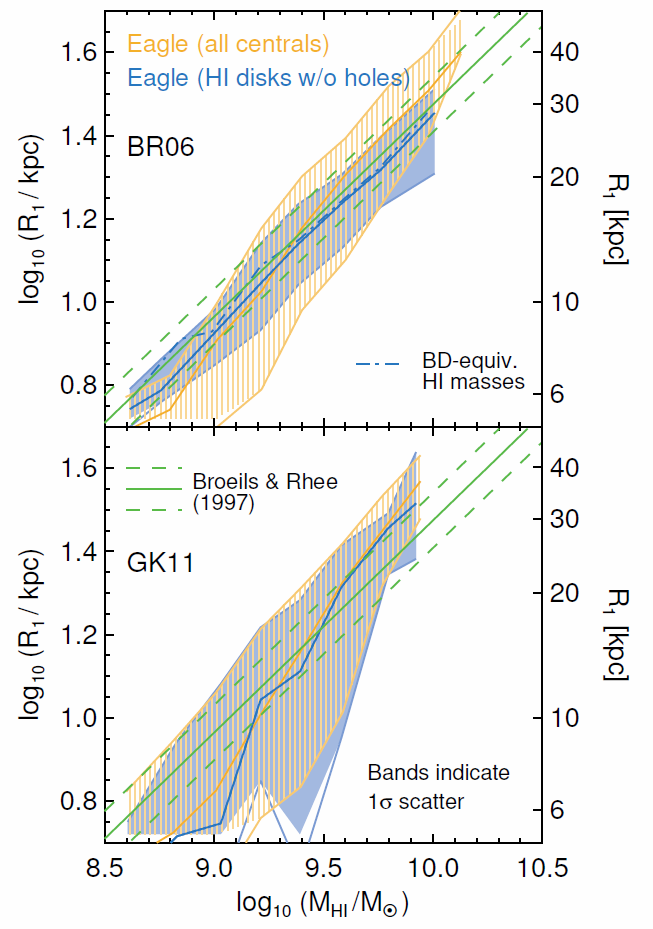 Eagle (all centrals)
Eagle (HI disks w/o holes)
BR06
BD-equiv.
HI masses
log₁₀ (R₁ / kpc)
1.6
1.4
1.2
1.0
0.8
40
30
20
10
6
R₁ [kpc]
Broeils & Rhee
(1997)
GK11
Bands indicate
1σ scatter
log₁₀ (R₁ / kpc)
1.6
1.4
1.2
1.0
0.8
40
30
20
10
6
R₁ [kpc]
8.5 9.0 9.5 10.0 10.5
log₁₀ (M_HI/M_⊙)